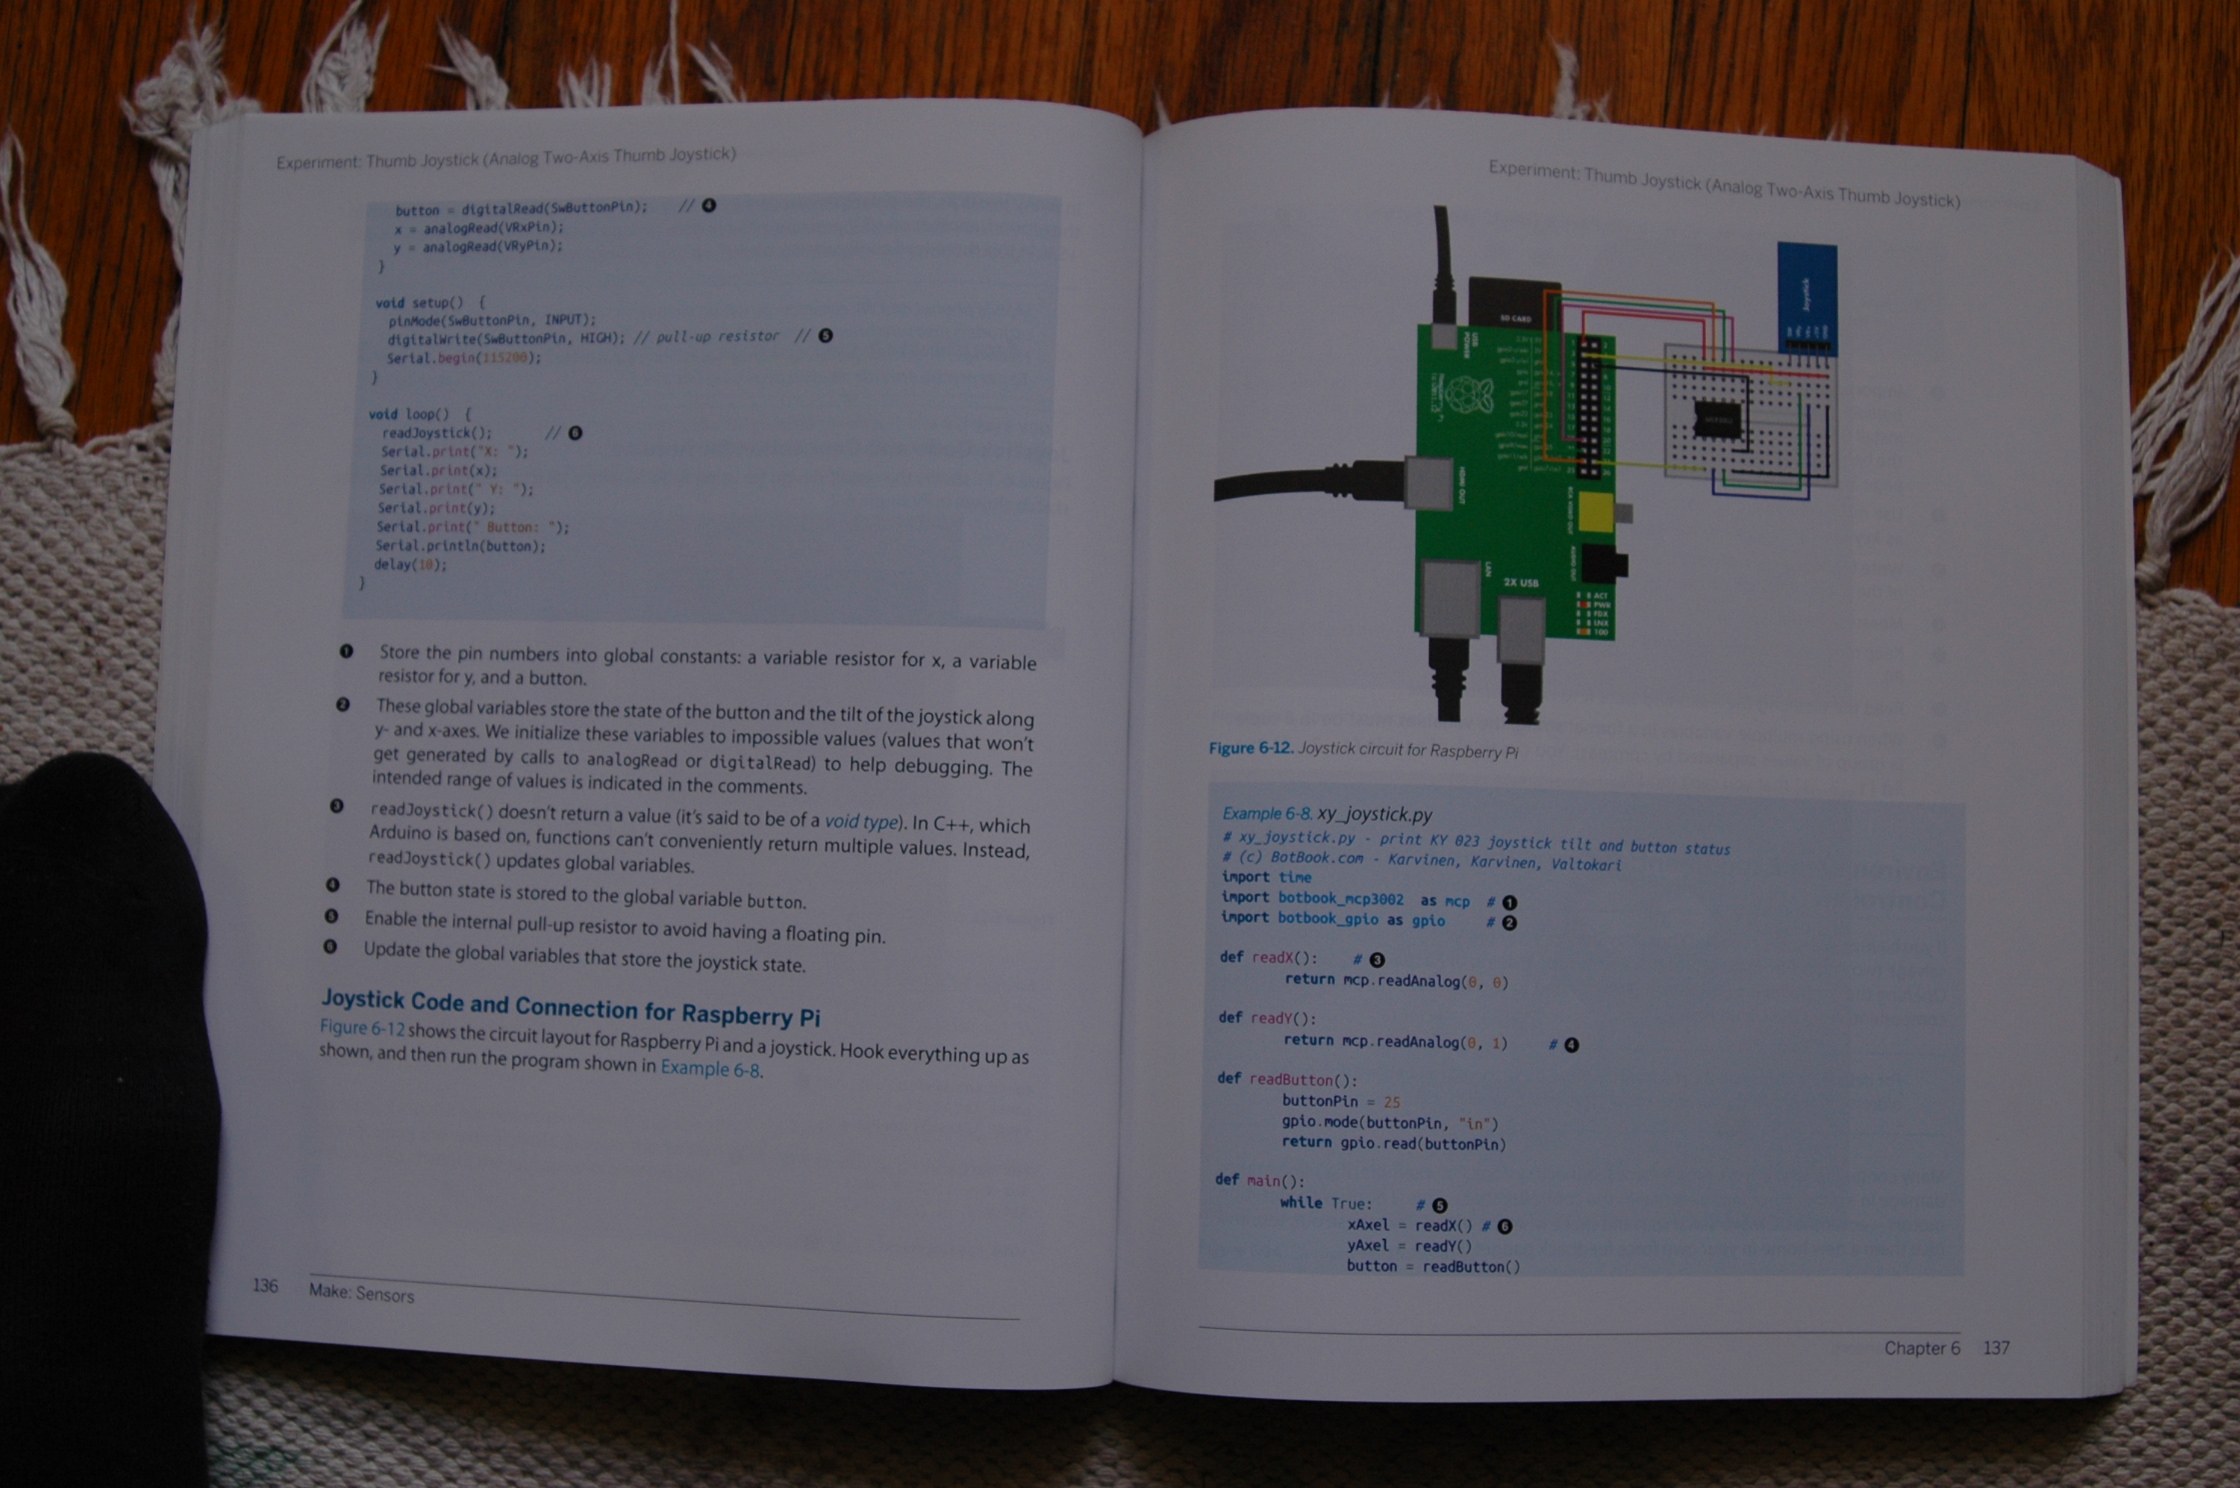 Experiment: Thumb Joystick (Analog Two-Axis Thumb Joystick)
button = digitalRead(SwButtonPin); // ❹
x = analogRead(VRxPin);
y = analogRead(VRyPin);
}
void setup() {
pinMode(SwButtonPin, INPUT);
digitalWrite(SwButtonPin, HIGH); // pull-up resistor // ❺
Serial.begin(115200);
}
void loop() {
readJoystick(); // ❻
Serial.print("X: ");
Serial.print(x);
Serial.print(" Y: ");
Serial.print(y);
Serial.print(" Button: ");
Serial.println(button);
delay(10);
}
❶ Store the pin numbers into global constants: a variable resistor for x, a variable
resistor for y, and a button.
❷ These global variables store the state of the button and the tilt of the joystick along
y- and x-axes. We initialize these variables to impossible values (values that won't
get generated by calls to analogRead or digitalRead) to help debugging. The
intended range of values is indicated in the comments.
❸ readJoystick() doesn't return a value (it's said to be of a void type). In C++, which
Arduino is based on, functions can't conveniently return multiple values. Instead,
readJoystick() updates global variables.
❹ The button state is stored to the global variable button.
❺ Enable the internal pull-up resistor to avoid having a floating pin.
❻ Update the global variables that store the joystick state.
Joystick Code and Connection for Raspberry Pi
Figure 6-12 shows the circuit layout for Raspberry Pi and a joystick. Hook everything up as
shown, and then run the program shown in Example 6-8.
136 Make: Sensors
Experiment: Thumb Joystick (Analog Two-Axis Thumb Joystick)
Joystick
SD CARD
USB
POWER
Raspberry Pi
HDMI OUT
LAN
2X USB
RCA VIDEO OUT
AUDIO OUT
ACT
PWR
FDX
LNK
100
Figure 6-12. Joystick circuit for Raspberry Pi
Example 6-8. xy_joystick.py
# xy_joystick.py - print KY 023 joystick tilt and button status
# (c) BotBook.com - Karvinen, Karvinen, Valtokari
import time
import botbook_mcp3002 as mcp # ❶
import botbook_gpio as gpio # ❷
def readX(): # ❸
return mcp.readAnalog(0, 0)
def readY():
return mcp.readAnalog(0, 1) # ❹
def readButton():
buttonPin = 25
gpio.mode(buttonPin, "in")
return gpio.read(buttonPin)
def main():
while True: # ❺
xAxel = readX() # ❻
yAxel = readY()
button = readButton()
Chapter 6 137